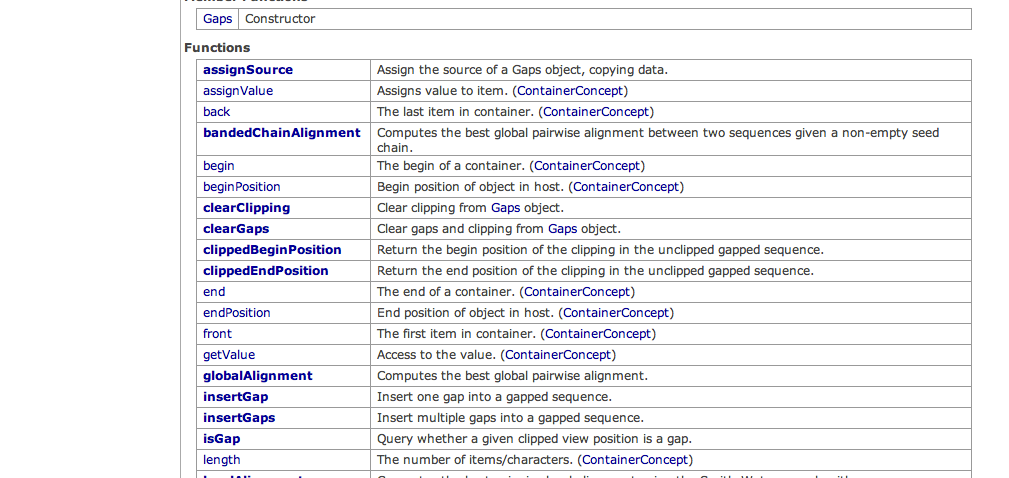 Gaps Constructor
Functions
assignSource Assign the source of a Gaps object, copying data.
assignValue Assigns value to item. (ContainerConcept)
back The last item in container. (ContainerConcept)
bandedChainAlignment Computes the best global pairwise alignment between two sequences given a non-empty seed
chain.
begin The begin of a container. (ContainerConcept)
beginPosition Begin position of object in host. (ContainerConcept)
clearClipping Clear clipping from Gaps object.
clearGaps Clear gaps and clipping from Gaps object.
clippedBeginPosition Return the begin position of the clipping in the unclipped gapped sequence.
clippedEndPosition Return the end position of the clipping in the unclipped gapped sequence.
end The end of a container. (ContainerConcept)
endPosition End position of object in host. (ContainerConcept)
front The first item in container. (ContainerConcept)
getValue Access to the value. (ContainerConcept)
globalAlignment Computes the best global pairwise alignment.
insertGap Insert one gap into a gapped sequence.
insertGaps Insert multiple gaps into a gapped sequence.
isGap Query whether a given clipped view position is a gap.
length The number of items/characters. (ContainerConcept)